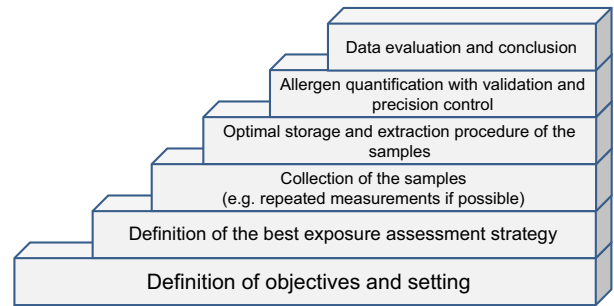 Data evaluation and conclusion
Allergen quantification with validation and
precision control
Optimal storage and extraction procedure of the
samples
Collection of the samples
(e.g. repeated measurements if possible)
Definition of the best exposure assessment strategy
Definition of objectives and setting